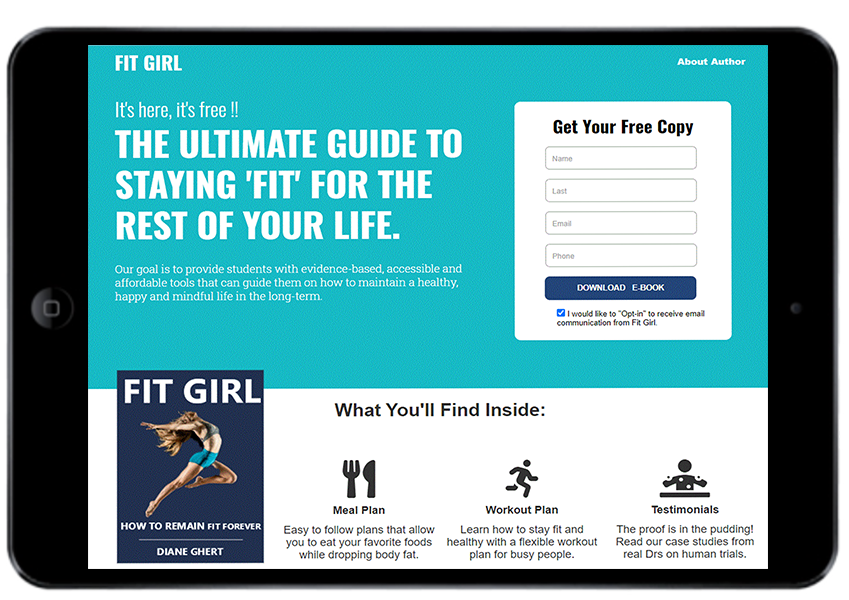 FIT GIRL
About Author
It's here, it's free !!
THE ULTIMATE GUIDE TO
STAYING 'FIT' FOR THE
REST OF YOUR LIFE.
Our goal is to provide students with evidence-based, accessible and
affordable tools that can guide them on how to maintain a healthy,
happy and mindful life in the long-term.
Get Your Free Copy
Name
Last
Email
Phone
DOWNLOAD E-BOOK
I would like to "Opt-in" to receive email
communication from Fit Girl.
FIT GIRL
HOW TO REMAIN FIT FOREVER
DIANE GHERT
What You'll Find Inside:
Meal Plan
Easy to follow plans that allow
you to eat your favorite foods
while dropping body fat.
Workout Plan
Learn how to stay fit and
healthy with a flexible workout
plan for busy people.
Testimonials
The proof is in the pudding!
Read our case studies from
real Drs on human trials.